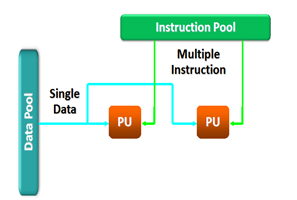 Instruction Pool
Multiple
Instruction
Single
Data
Data Pool
PU
PU